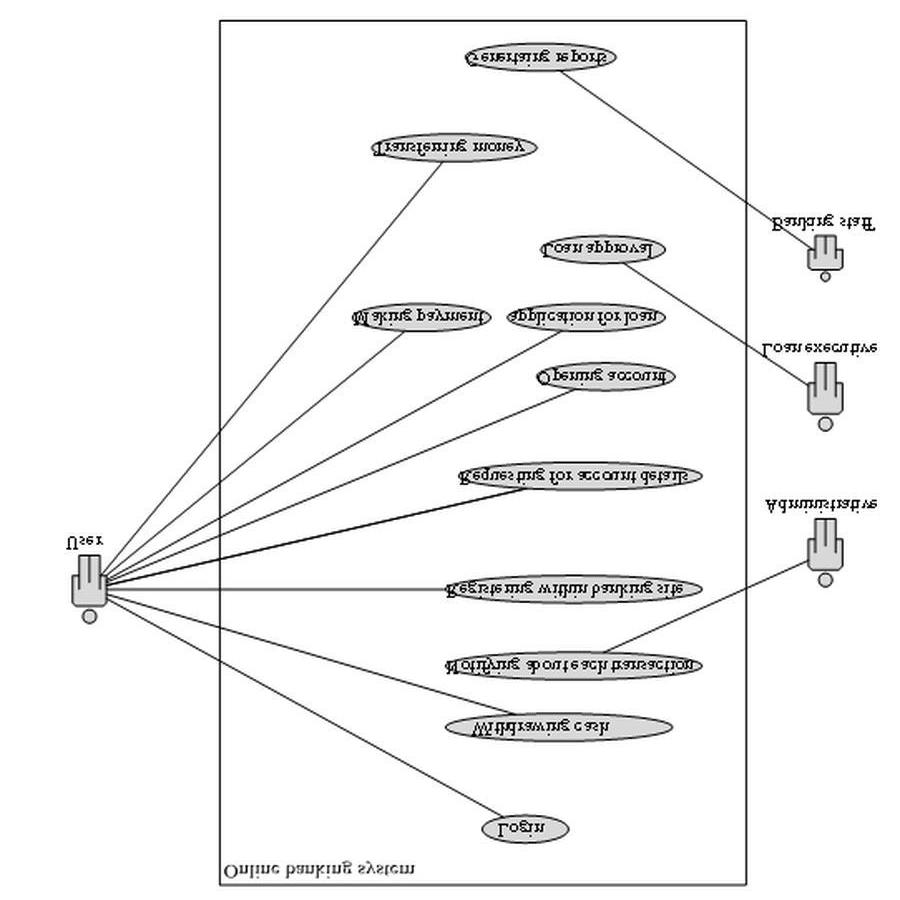 Online banking system
Login
Withdrawing cash
Notifying about each transaction
Registering within banking site
User
Administrative
Requesting for account details
Opening account
Loan executive
Making payment
application for loan
Loan approval
Banking staff
Transferring money
Genertaing reports